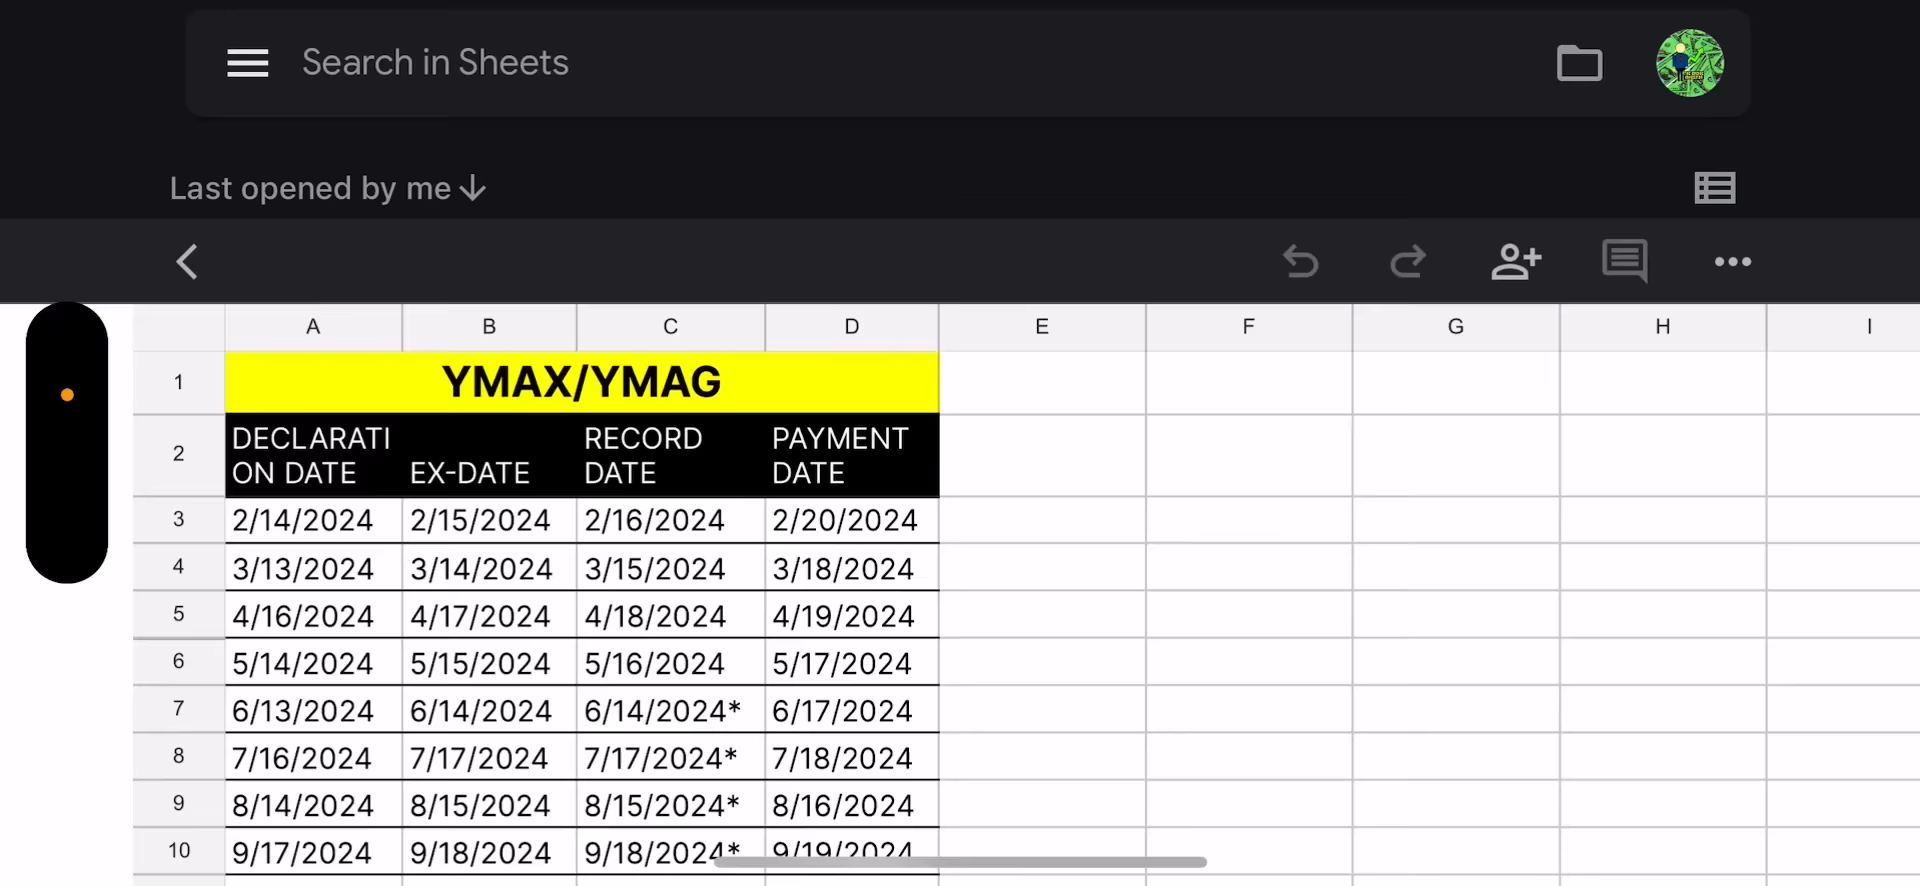 Search in Sheets
Last opened by me
A B C D E F G H I
1 YMAX/YMAG
2 DECLARATI
ON DATE EX-DATE RECORD
DATE PAYMENT
DATE
3 2/14/2024 2/15/2024 2/16/2024 2/20/2024
4 3/13/2024 3/14/2024 3/15/2024 3/18/2024
5 4/16/2024 4/17/2024 4/18/2024 4/19/2024
6 5/14/2024 5/15/2024 5/16/2024 5/17/2024
7 6/13/2024 6/14/2024 6/14/2024* 6/17/2024
8 7/16/2024 7/17/2024 7/17/2024* 7/18/2024
9 8/14/2024 8/15/2024 8/15/2024* 8/16/2024
10 9/17/2024 9/18/2024 9/18/2024* 9/19/2024